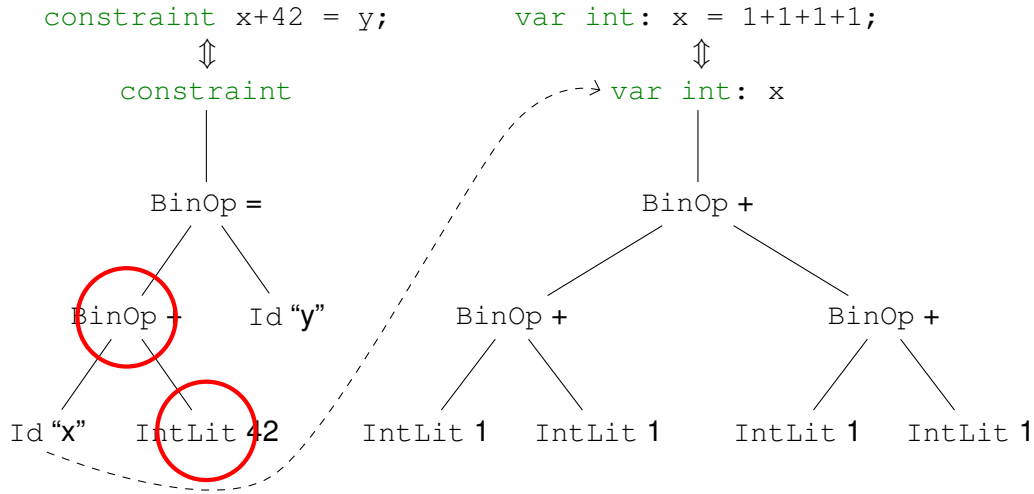 constraint x+42 = y; var int: x = 1+1+1+1;
⇕ ⇕
constraint var int: x
BinOp = BinOp +
BinOp + Id “y” BinOp + BinOp +
Id “x” IntLit 42 IntLit 1 IntLit 1 IntLit 1 IntLit 1